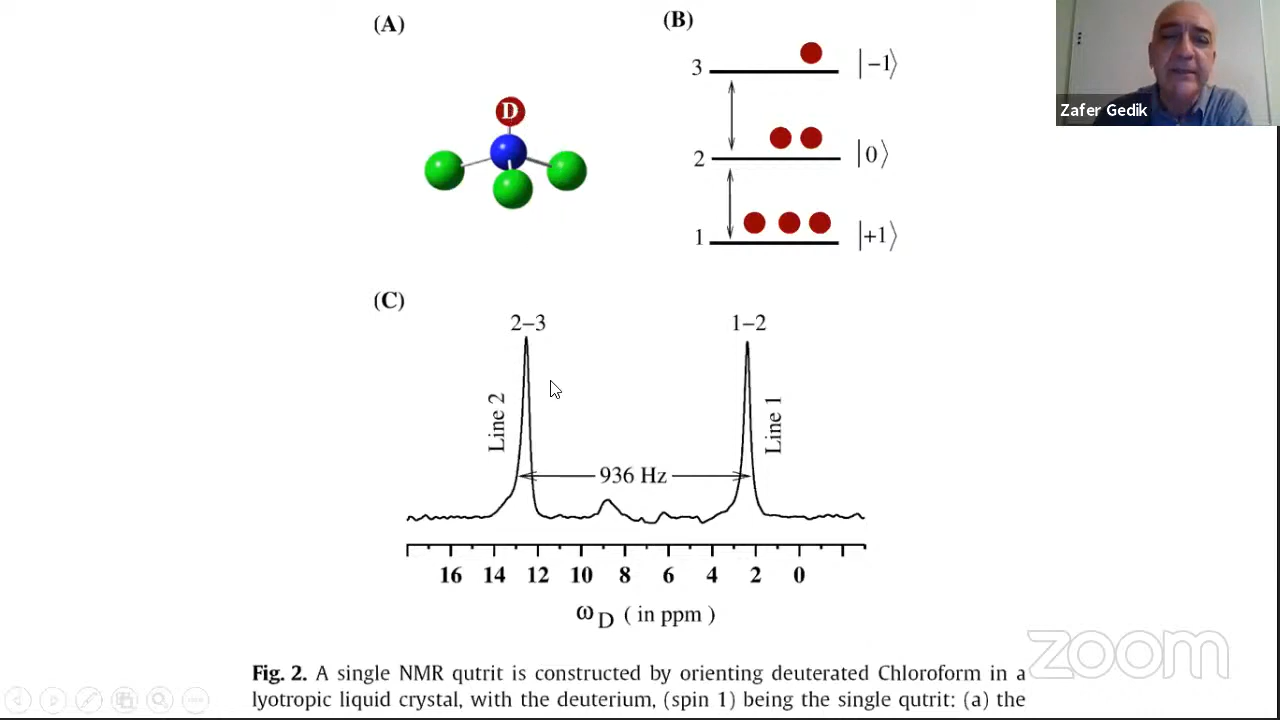 (A)
D
(B)
3
|−1⟩
2
|0⟩
1
|+1⟩
Zafer Gedik
(C)
2−3
1−2
Line 2
Line 1
936 Hz
16 14 12 10 8 6 4 2 0
ω D ( in ppm )
zoom
Fig. 2. A single NMR qutrit is constructed by orienting deuterated Chloroform in a
lyotropic liquid crystal, with the deuterium, (spin 1) being the single qutrit: (a) the